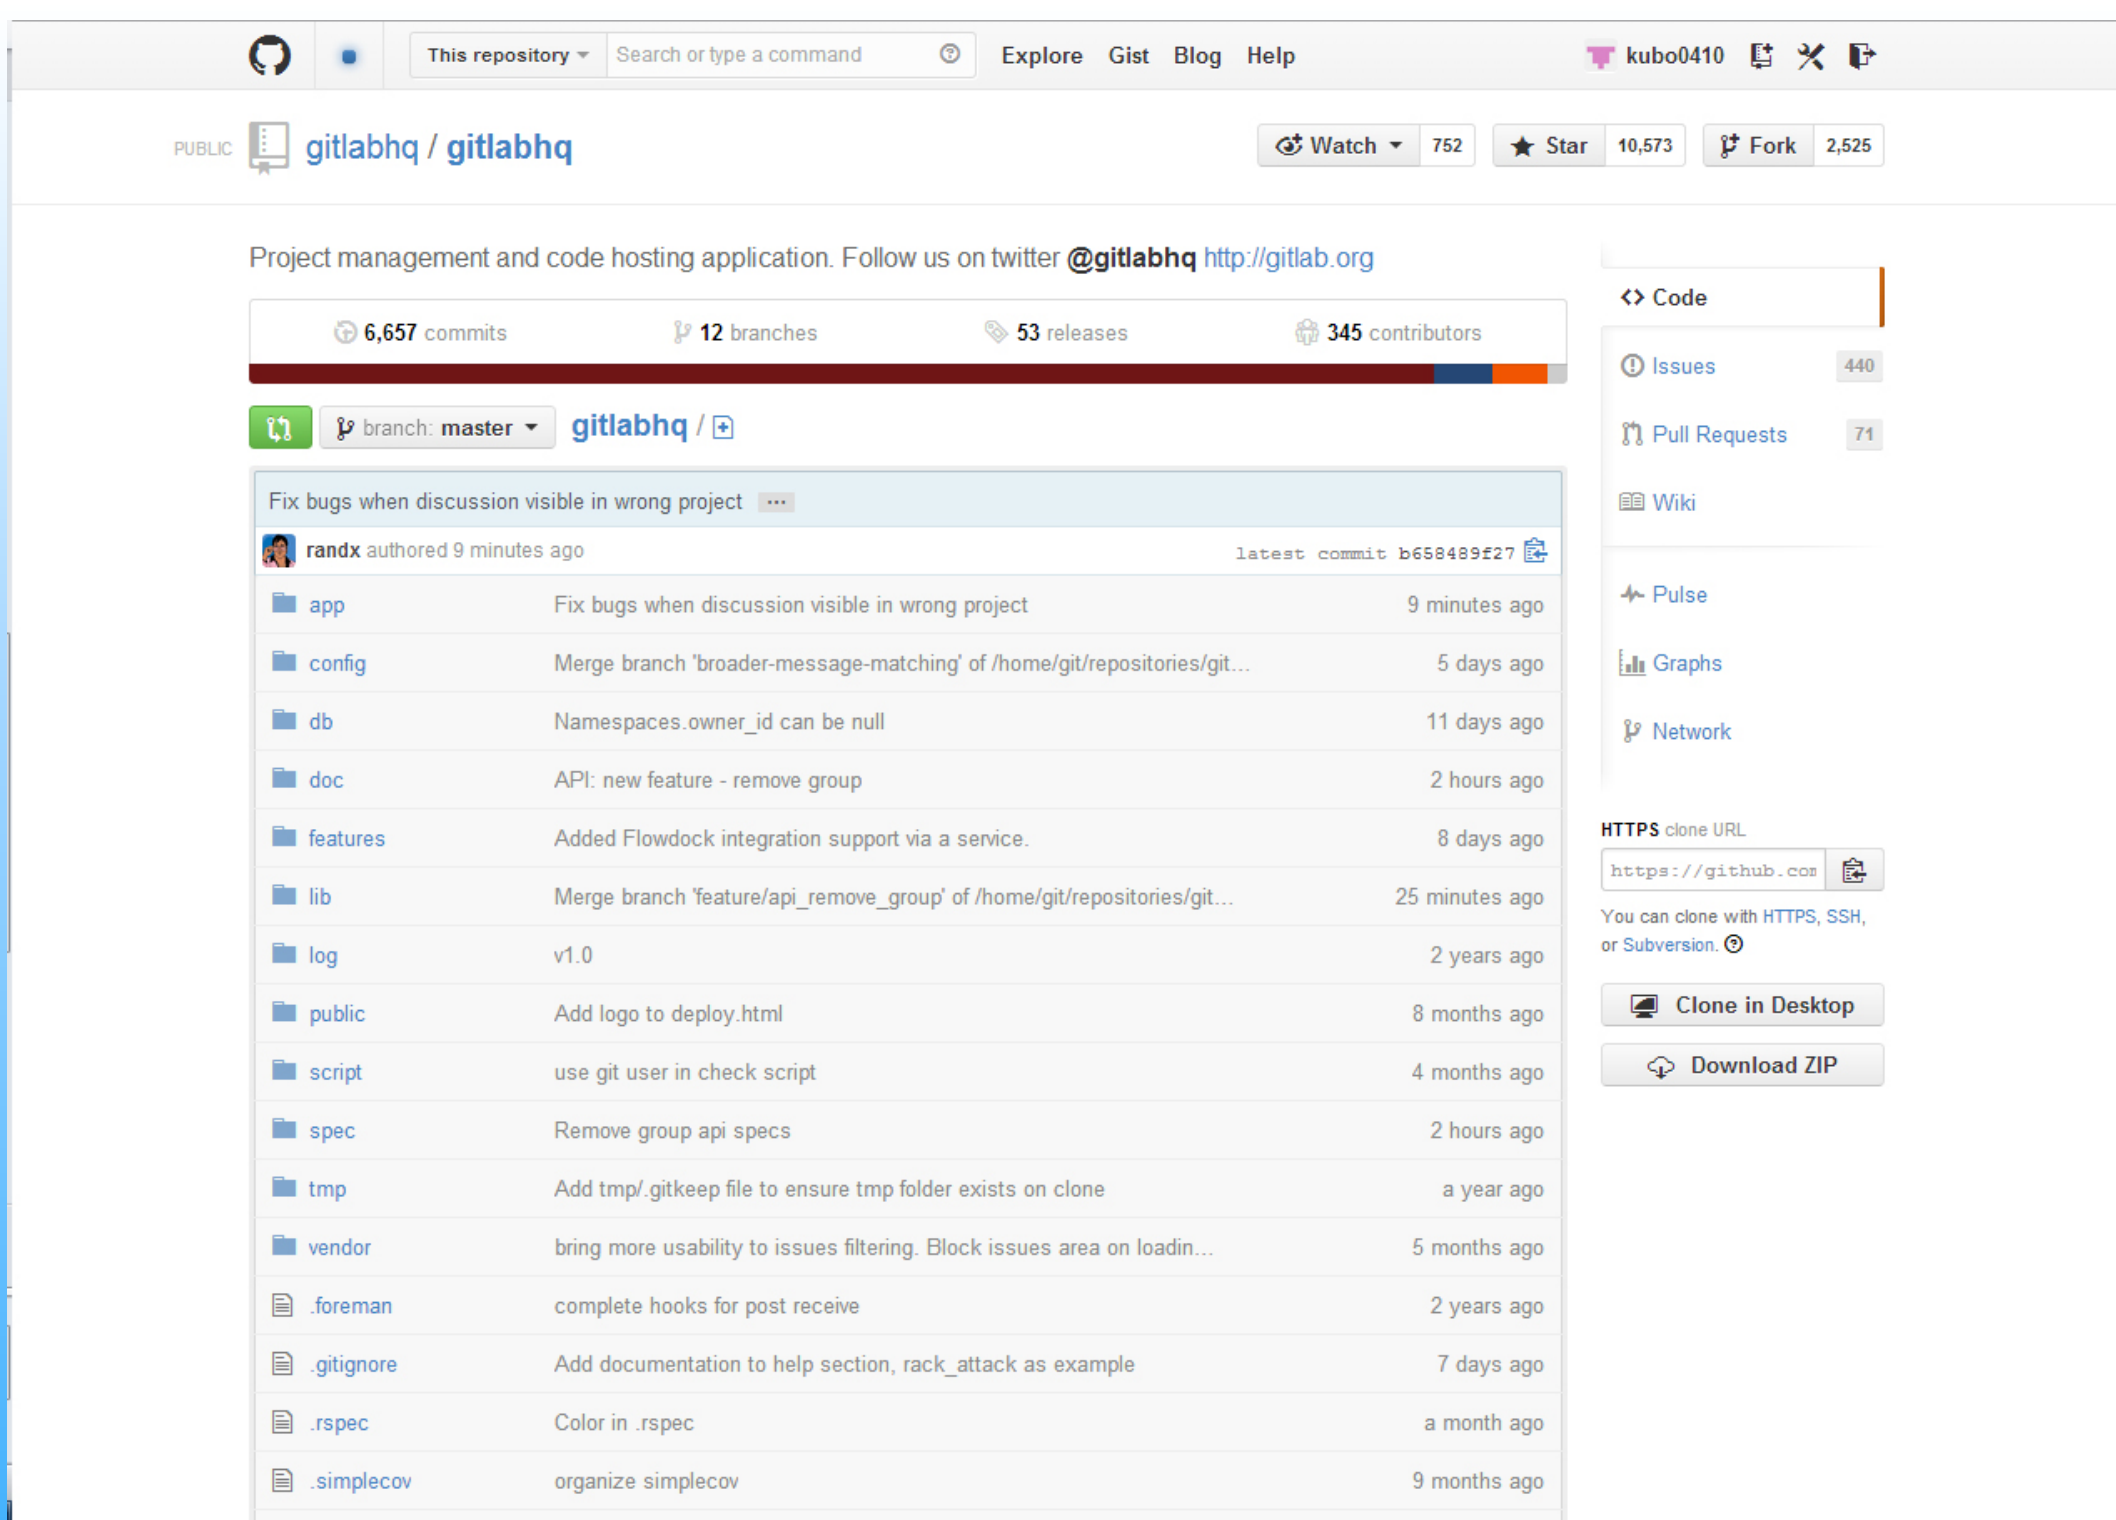 This repository Search or type a command Explore Gist Blog Help kubo0410
PUBLIC gitlabhq / gitlabhq Watch 752 Star 10,573 Fork 2,525
Project management and code hosting application. Follow us on twitter @gitlabhq http://gitlab.org
6,657 commits 12 branches 53 releases 345 contributors
branch: master gitlabhq /
Fix bugs when discussion visible in wrong project ...
randx authored 9 minutes ago latest commit b658489f27
app Fix bugs when discussion visible in wrong project 9 minutes ago
config Merge branch 'broader-message-matching' of /home/git/repositories/git... 5 days ago
db Namespaces.owner_id can be null 11 days ago
doc API: new feature - remove group 2 hours ago
features Added Flowdock integration support via a service. 8 days ago
lib Merge branch 'feature/api_remove_group' of /home/git/repositories/git... 25 minutes ago
log v1.0 2 years ago
public Add logo to deploy.html 8 months ago
script use git user in check script 4 months ago
spec Remove group api specs 2 hours ago
tmp Add tmp/.gitkeep file to ensure tmp folder exists on clone a year ago
vendor bring more usability to issues filtering. Block issues area on loadin... 5 months ago
.foreman complete hooks for post receive 2 years ago
.gitignore Add documentation to help section, rack_attack as example 7 days ago
.rspec Color in .rspec a month ago
.simplecov organize simplecov 9 months ago
Code
Issues 440
Pull Requests 71
Wiki
Pulse
Graphs
Network
HTTPS clone URL
https://github.com
You can clone with HTTPS, SSH,
or Subversion.
Clone in Desktop
Download ZIP